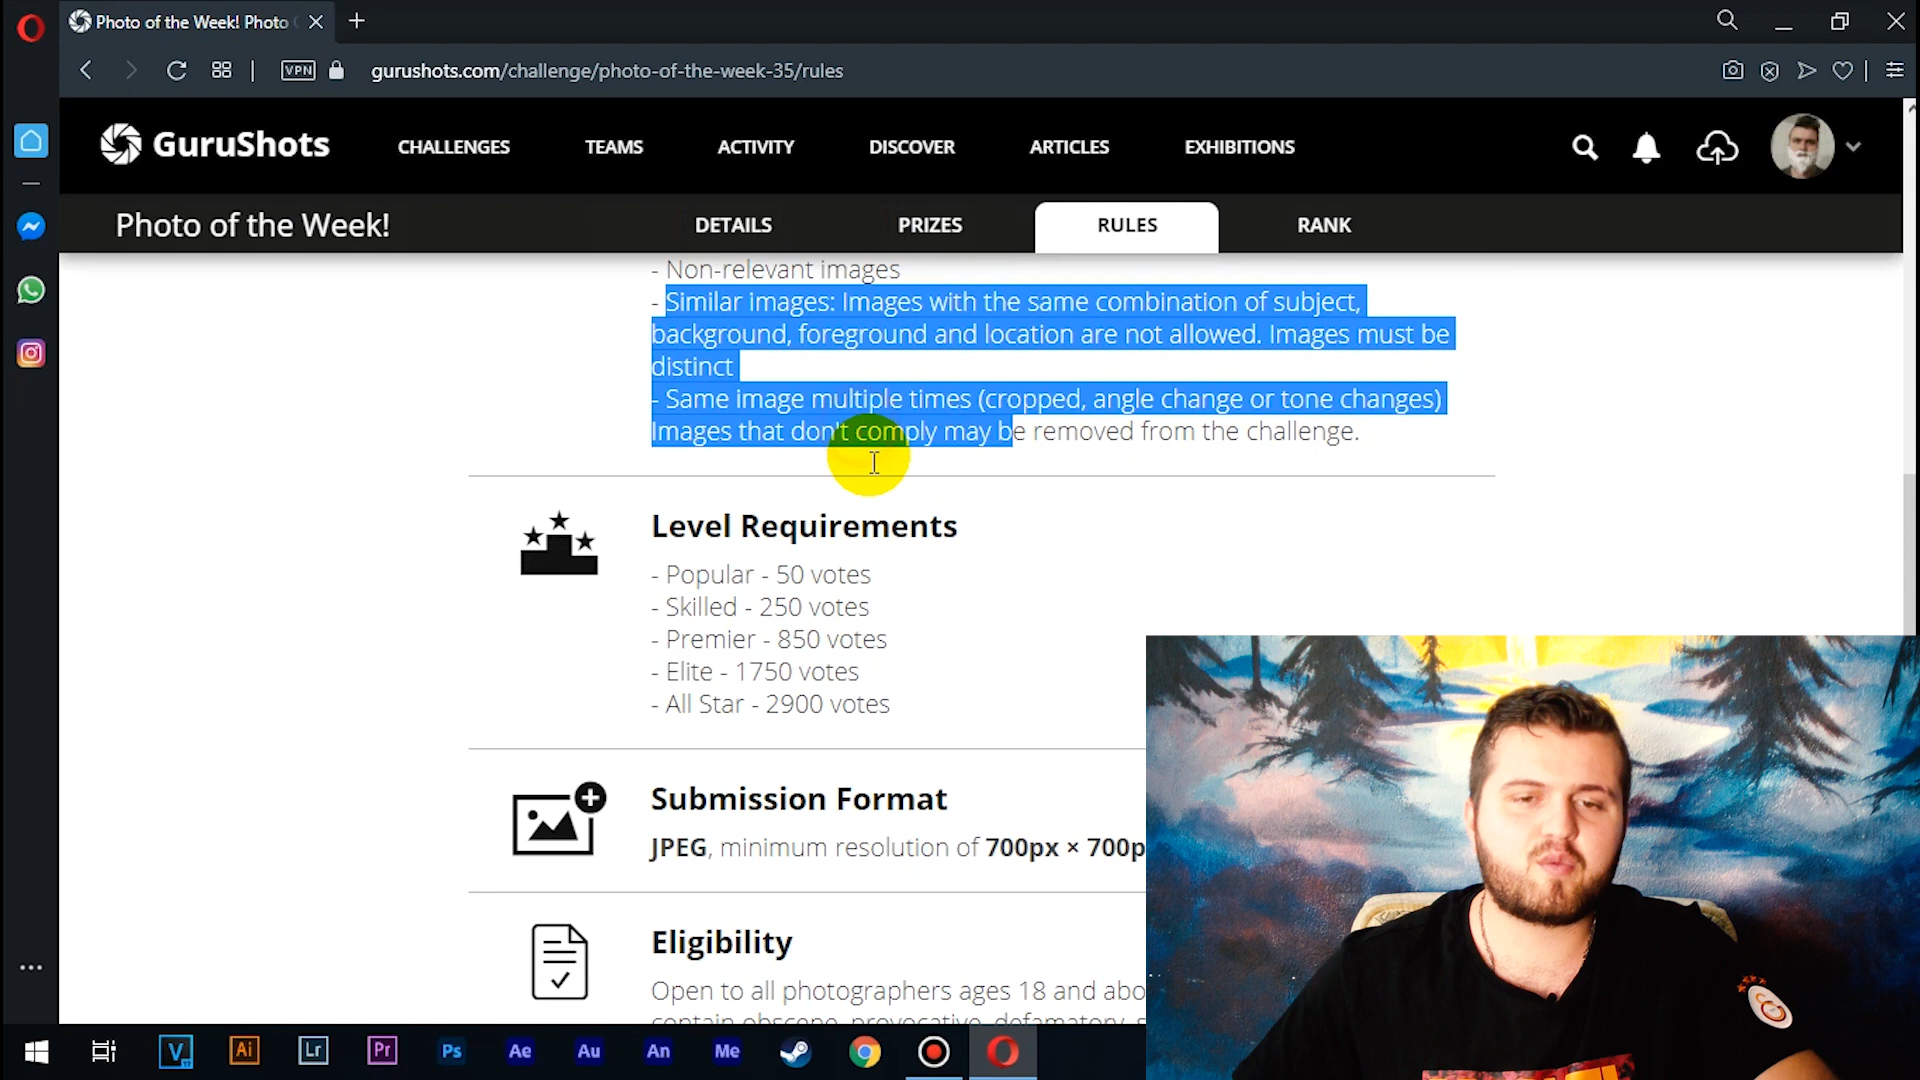 Photo of the Week! Photo
VPN
gurushots.com/challenge/photo-of-the-week-35/rules
GuruShots
CHALLENGES
TEAMS
ACTIVITY
DISCOVER
ARTICLES
EXHIBITIONS
Photo of the Week!
DETAILS
PRIZES
RULES
RANK
- Non-relevant images
- Similar images: Images with the same combination of subject,
background, foreground and location are not allowed. Images must be
distinct
- Same image multiple times (cropped, angle change or tone changes)
Images that don't comply may be removed from the challenge.
Level Requirements
- Popular - 50 votes
- Skilled - 250 votes
- Premier - 850 votes
- Elite - 1750 votes
- All Star - 2900 votes
Submission Format
JPEG, minimum resolution of 700px × 700p
Eligibility
Open to all photographers ages 18 and abo
contain obscene, provocative, defamatory, s
V
Ai
Lr
Pr
Ps
Ae
Au
An
Me